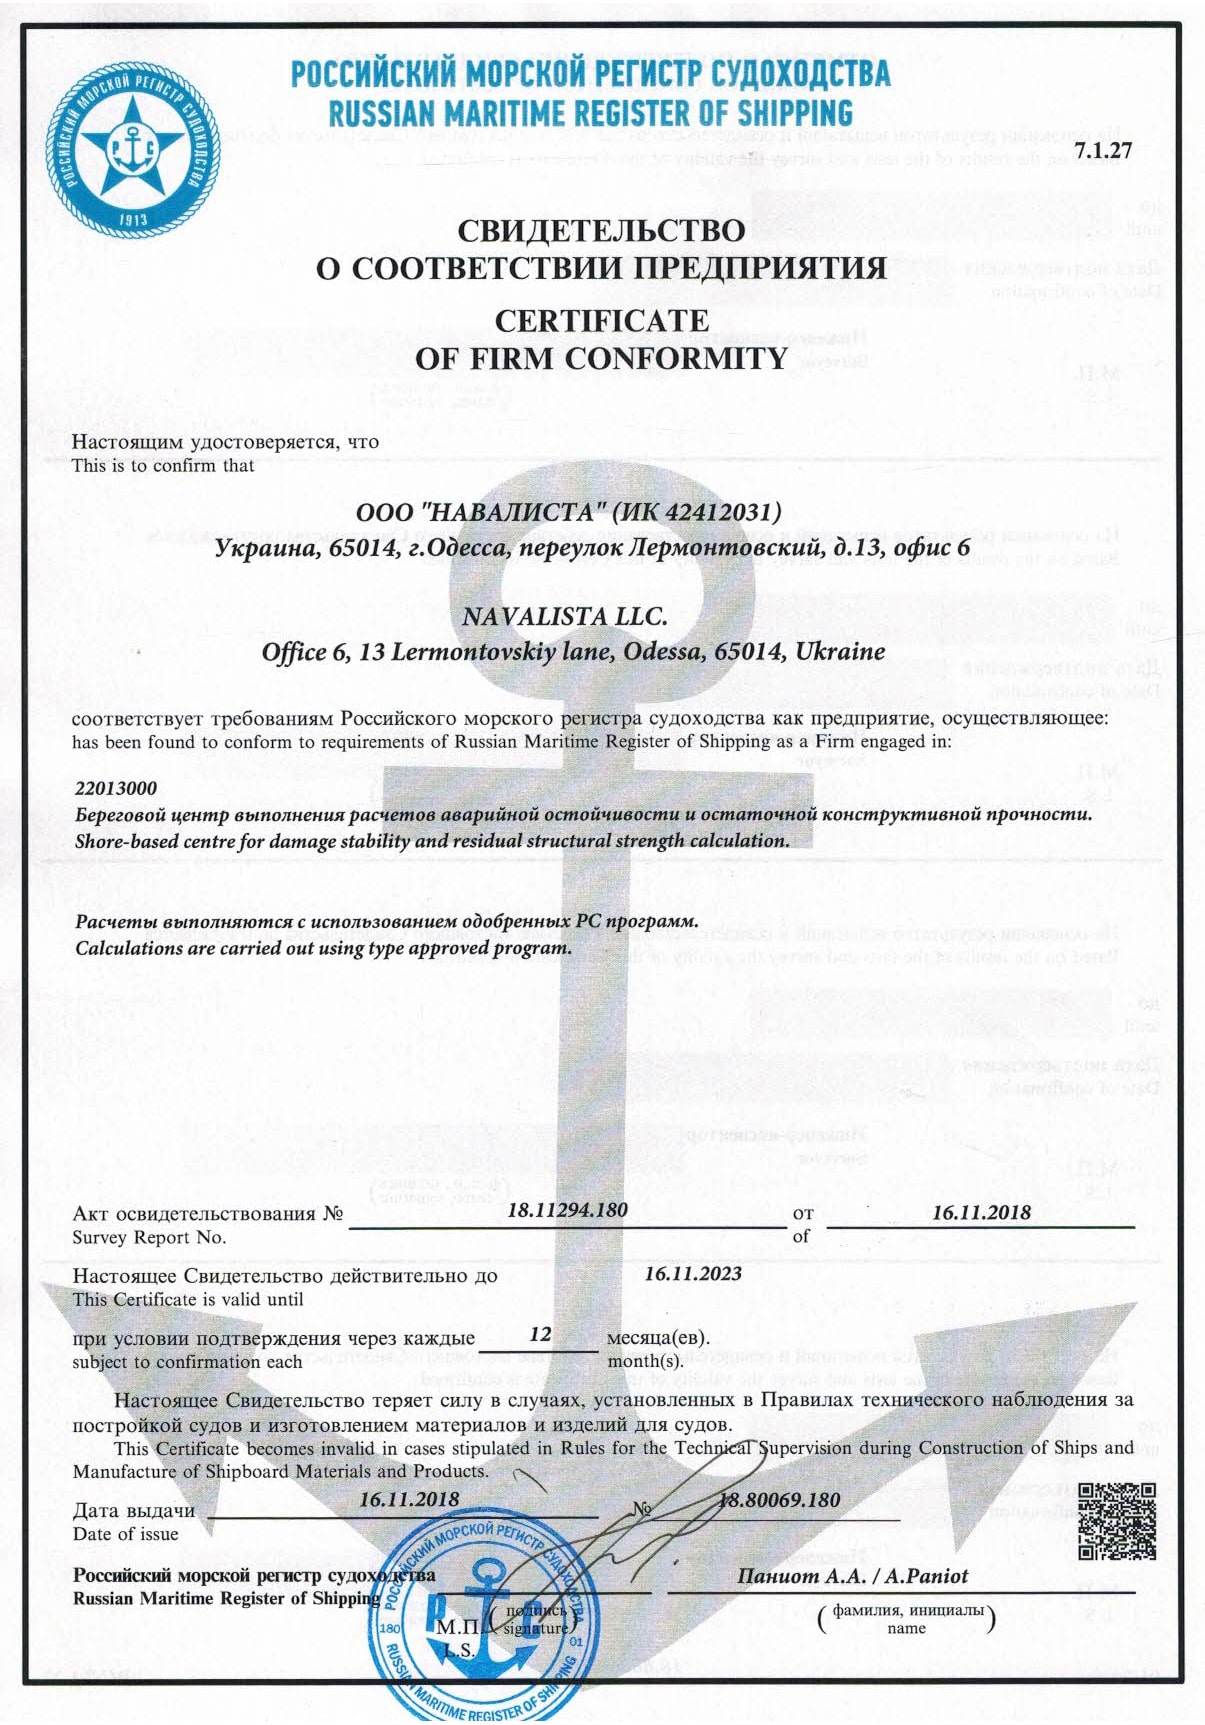 РОССИЙСКИЙ МОРСКОЙ РЕГИСТР СУДОХОДСТВА
RUSSIAN MARITIME REGISTER OF SHIPPING
РОССИЙСКИЙ МОРСКОЙ РЕГИСТР СУДОХОДСТВА
Р С
1913
7.1.27
СВИДЕТЕЛЬСТВО
О СООТВЕТСТВИИ ПРЕДПРИЯТИЯ
CERTIFICATE
OF FIRM CONFORMITY
Настоящим удостоверяется, что
This is to confirm that
ООО "НАВАЛИСТА" (ИК 42412031)
Украина, 65014, г.Одесса, переулок Лермонтовский, д.13, офис 6
NAVALISTA LLC.
Office 6, 13 Lermontovskiy lane, Odessa, 65014, Ukraine
соответствует требованиям Российского морского регистра судоходства как предприятие, осуществляющее:
has been found to conform to requirements of Russian Maritime Register of Shipping as a Firm engaged in:
22013000
Береговой центр выполнения расчетов аварийной остойчивости и остаточной конструктивной прочности.
Shore-based centre for damage stability and residual structural strength calculation.
Расчеты выполняются с использованием одобренных РС программ.
Calculations are carried out using type approved program.
Акт освидетельствования № 18.11294.180 от 16.11.2018
Survey Report No. of
Настоящее Свидетельство действительно до 16.11.2023
This Certificate is valid until
при условии подтверждения через каждые 12 месяца(ев).
subject to confirmation each month(s).
Настоящее Свидетельство теряет силу в случаях, установленных в Правилах технического наблюдения за
постройкой судов и изготовлением материалов и изделий для судов.
This Certificate becomes invalid in cases stipulated in Rules for the Technical Supervision during Construction of Ships and
Manufacture of Shipboard Materials and Products.
Дата выдачи 16.11.2018 № 18.80069.180
Date of issue
Российский морской регистр судоходства Паниот А.А. / A.Paniot
Russian Maritime Register of Shipping
(подпись) (фамилия, инициалы)
М.П. signature name
L.S.
РОССИЙСКИЙ МОРСКОЙ РЕГИСТР СУДОХОДСТВА
180 Р С 01
RUSSIAN MARITIME REGISTER OF SHIPPING